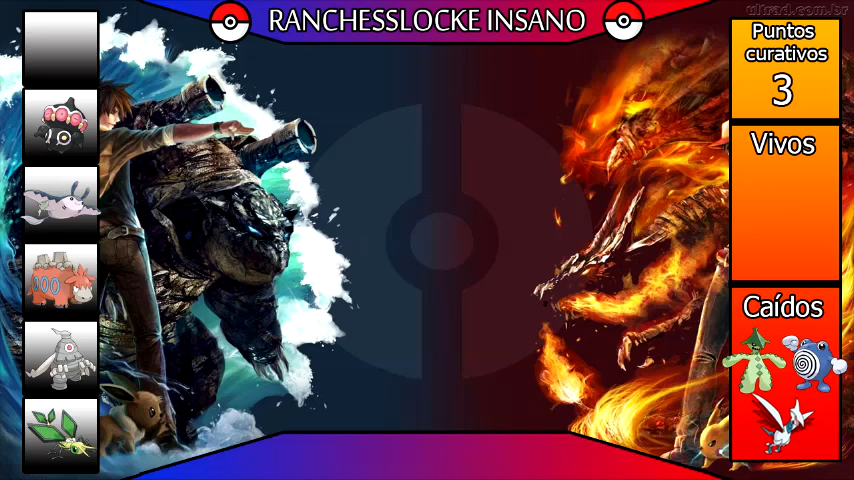 RANCHESSLOCKE INSANO
ultrad.com.br
Puntos
curativos
3
Vivos
Caídos